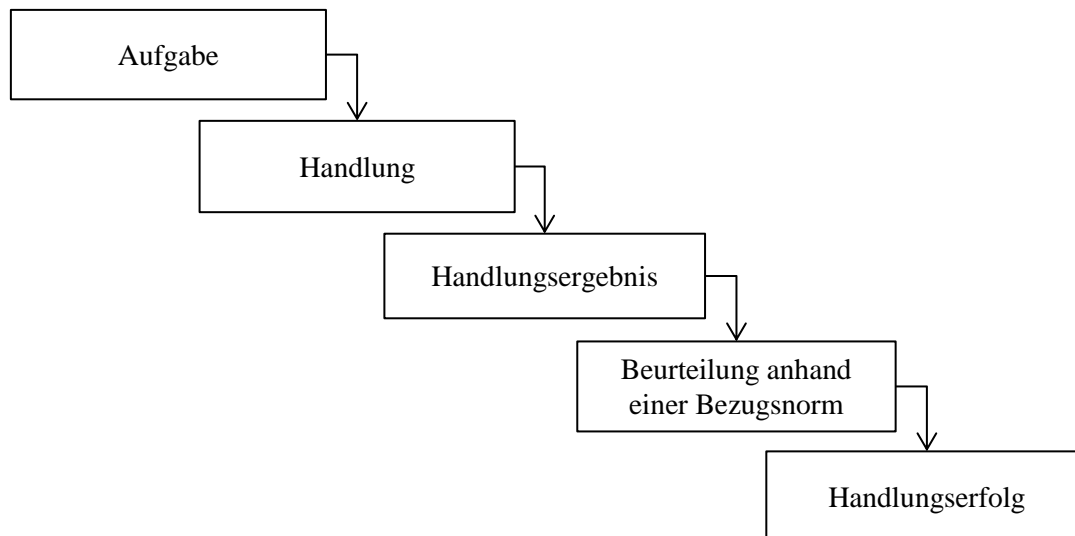 Aufgabe
Handlung
Handlungsergebnis
Beurteilung anhand
einer Bezugsnorm
Handlungserfolg